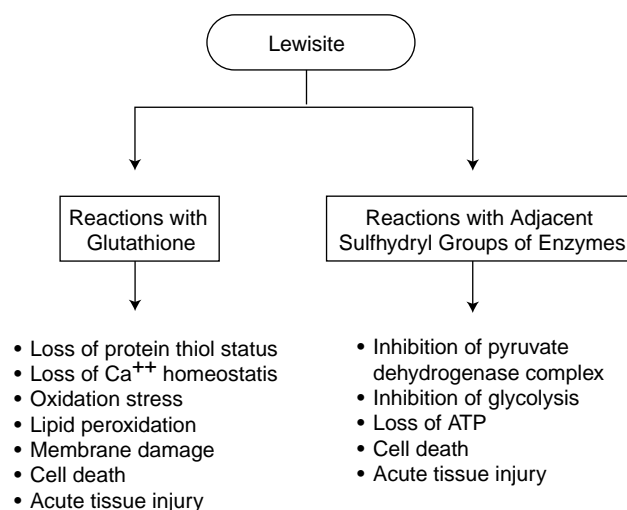 Lewisite
Reactions with
Glutathione
Reactions with Adjacent
Sulfhydryl Groups of Enzymes
• Loss of protein thiol status
• Loss of Ca++ homeostatis
• Oxidation stress
• Lipid peroxidation
• Membrane damage
• Cell death
• Acute tissue injury
• Inhibition of pyruvate
dehydrogenase complex
• Inhibition of glycolysis
• Loss of ATP
• Cell death
• Acute tissue injury